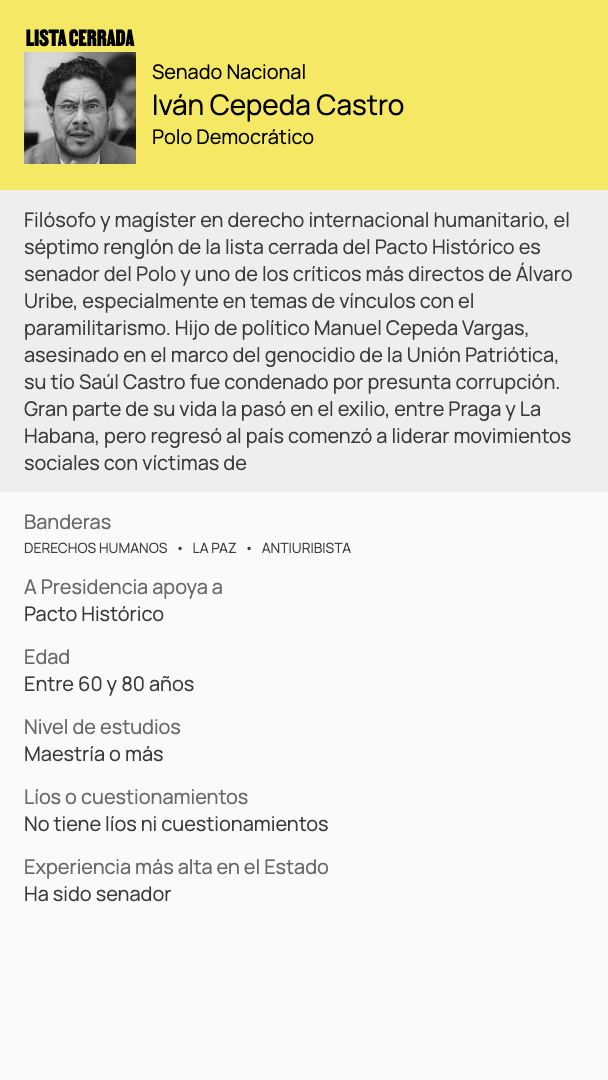 LISTA CERRADA
Senado Nacional
Iván Cepeda Castro
Polo Democrático
Filósofo y magíster en derecho internacional humanitario, el
séptimo renglón de la lista cerrada del Pacto Histórico es
senador del Polo y uno de los críticos más directos de Álvaro
Uribe, especialmente en temas de vínculos con el
paramilitarismo. Hijo de político Manuel Cepeda Vargas,
asesinado en el marco del genocidio de la Unión Patriótica,
su tío Saúl Castro fue condenado por presunta corrupción.
Gran parte de su vida la pasó en el exilio, entre Praga y La
Habana, pero regresó al país comenzó a liderar movimientos
sociales con víctimas de
Banderas
DERECHOS HUMANOS • LA PAZ • ANTIURIBISTA
A Presidencia apoya a
Pacto Histórico
Edad
Entre 60 y 80 años
Nivel de estudios
Maestría o más
Líos o cuestionamientos
No tiene líos ni cuestionamientos
Experiencia más alta en el Estado
Ha sido senador